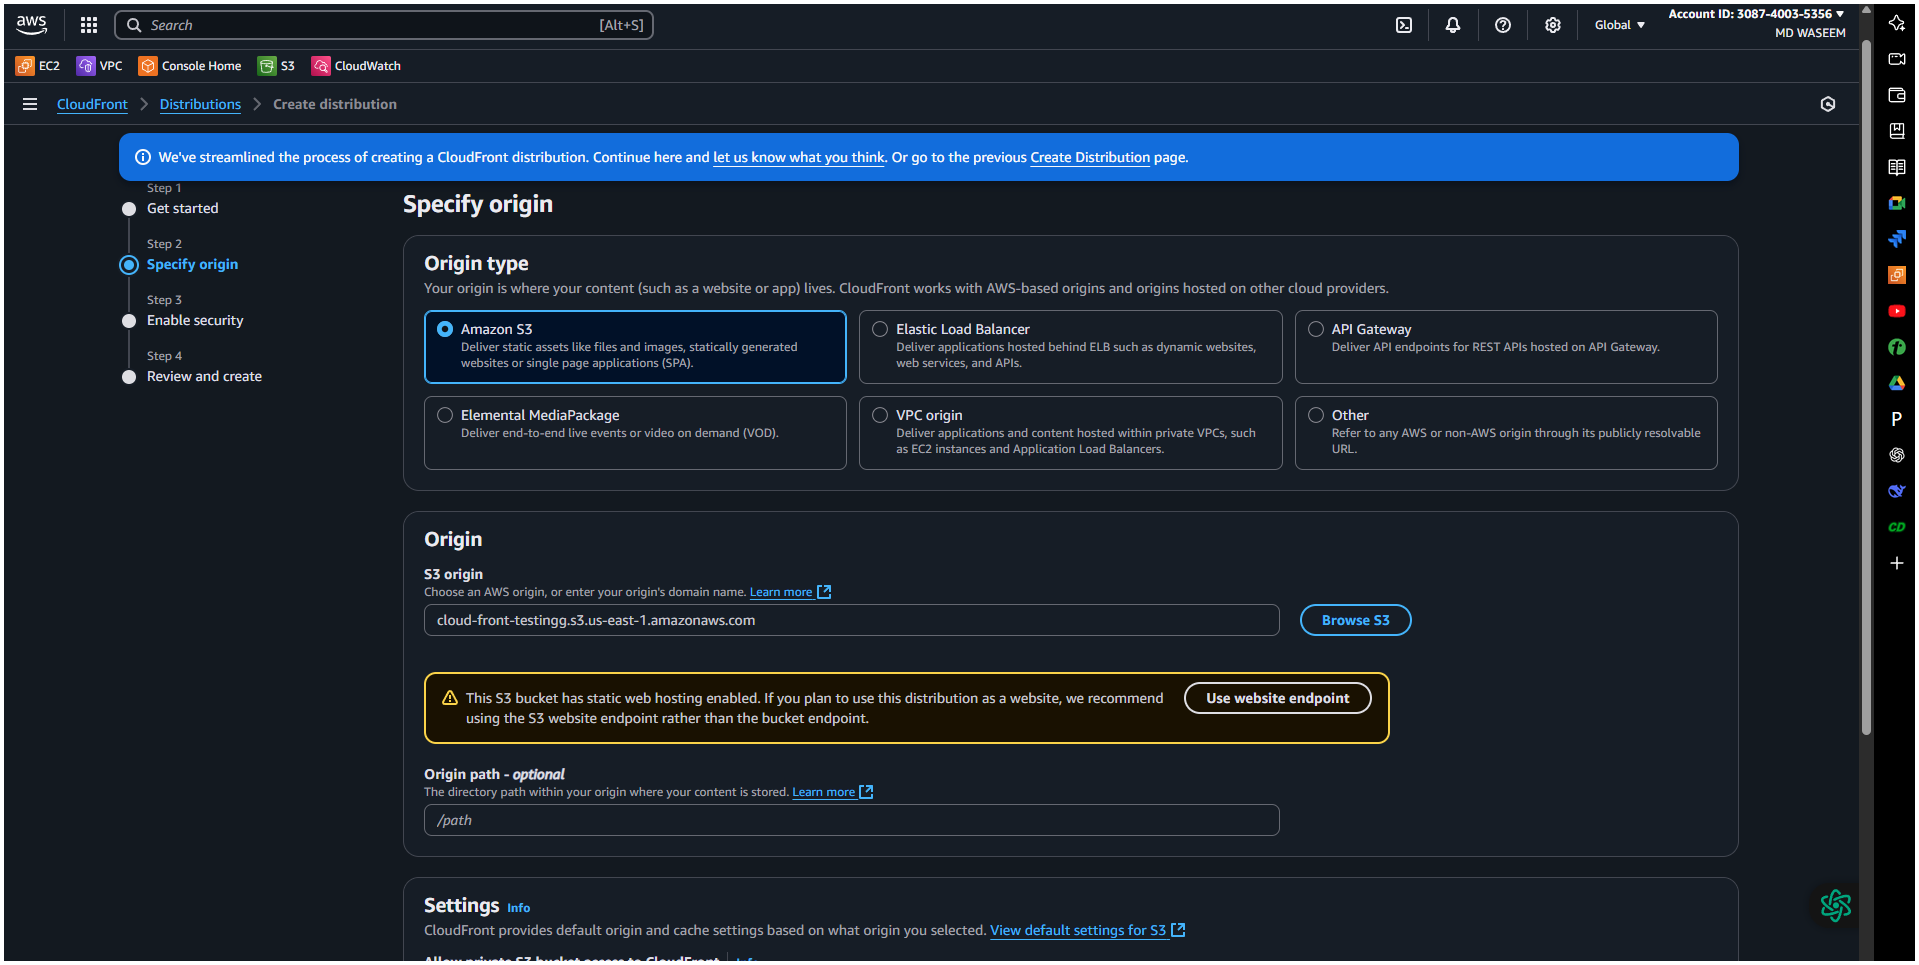 aws
Search [Alt+S]
Global
Account ID: 3087-4003-5356
MD WASEEM
EC2 VPC Console Home S3 CloudWatch
CloudFront Distributions Create distribution
We've streamlined the process of creating a CloudFront distribution. Continue here and let us know what you think. Or go to the previous Create Distribution page.
Step 1
Get started
Step 2
Specify origin
Step 3
Enable security
Step 4
Review and create
Specify origin
Origin type
Your origin is where your content (such as a website or app) lives. CloudFront works with AWS-based origins and origins hosted on other cloud providers.
Amazon S3
Deliver static assets like files and images, statically generated
websites or single page applications (SPA).
Elastic Load Balancer
Deliver applications hosted behind ELB such as dynamic websites,
web services, and APIs.
API Gateway
Deliver API endpoints for REST APIs hosted on API Gateway.
Elemental MediaPackage
Deliver end-to-end live events or video on demand (VOD).
VPC origin
Deliver applications and content hosted within private VPCs, such
as EC2 instances and Application Load Balancers.
Other
Refer to any AWS or non-AWS origin through its publicly resolvable
URL.
Origin
S3 origin
Choose an AWS origin, or enter your origin's domain name. Learn more
cloud-front-testingg.s3.us-east-1.amazonaws.com
Browse S3
This S3 bucket has static web hosting enabled. If you plan to use this distribution as a website, we recommend
using the S3 website endpoint rather than the bucket endpoint.
Use website endpoint
Origin path - optional
The directory path within your origin where your content is stored. Learn more
/path
Settings Info
CloudFront provides default origin and cache settings based on what origin you selected. View default settings for S3
Allow private S3 bucket access to CloudFront Info
P
CD